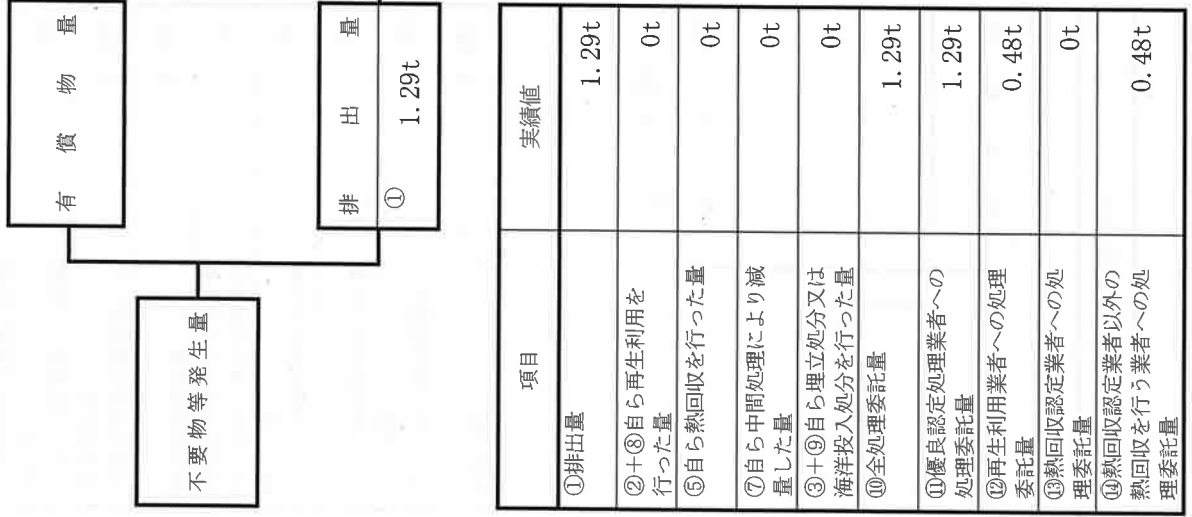 不要物等発生量
有償物量
排出量
① 1.29t
項目 実績値
①排出量 1.29t
②+⑧自ら再生利用を
行った量 0t
⑤自ら熱回収を行った量 0t
⑦自ら中間処理により減
量した量 0t
③+⑨自ら埋立処分又は
海洋投入処分を行った量 0t
⑩全処理委託量 1.29t
⑪優良認定処理業者への
処理委託量 1.29t
⑫再生利用業者への処理
委託量 0.48t
⑬熱回収認定業者への処
理委託量 0t
⑭熱回収認定業者以外の
熱回収を行う業者への処
理委託量 0.48t